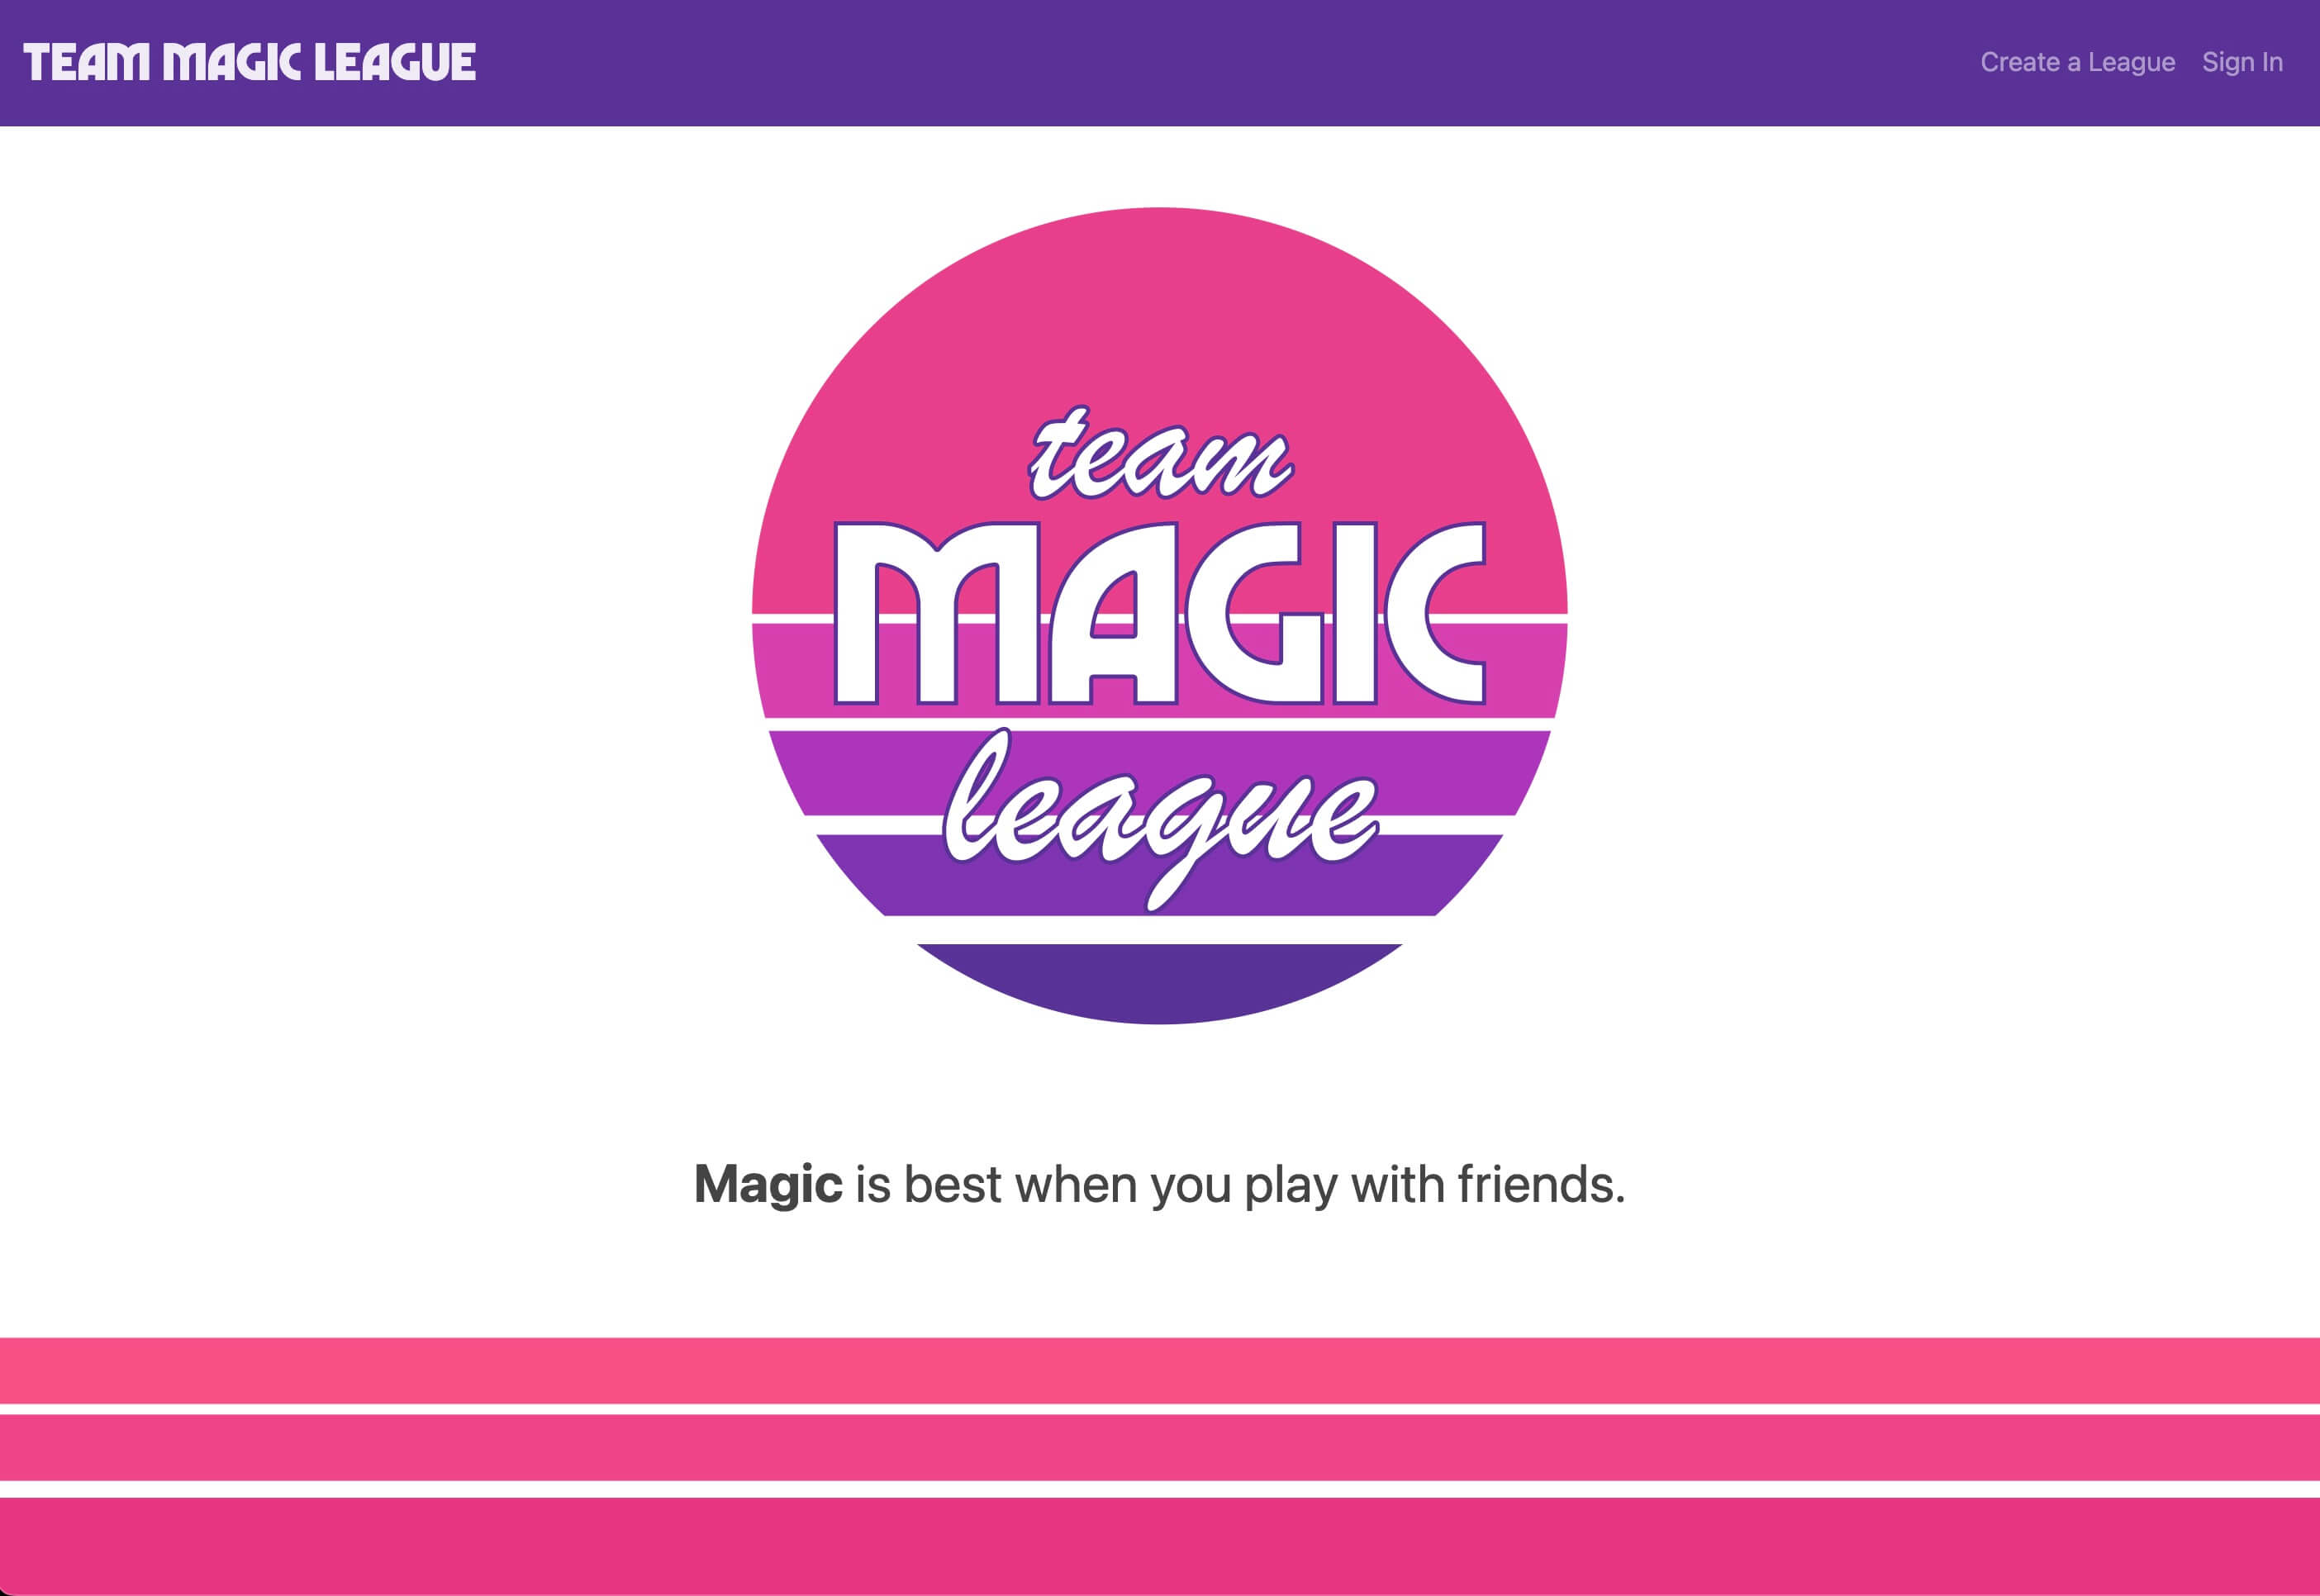 TEAM MAGIC LEAGUE
Create a League Sign In
team
MAGIC
league
Magic is best when you play with friends.